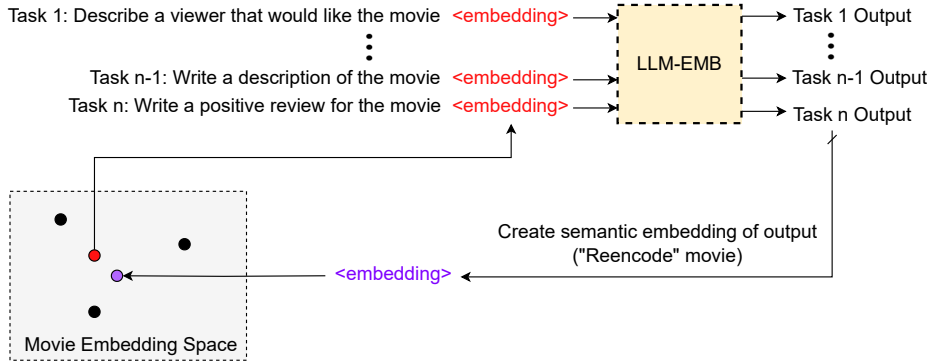 Task 1: Describe a viewer that would like the movie <embedding>
Task 1 Output
LLM-EMB
Task n-1: Write a description of the movie <embedding>
Task n-1 Output
Task n: Write a positive review for the movie <embedding>
Task n Output
Create semantic embedding of output
("Reencode" movie)
<embedding>
Movie Embedding Space